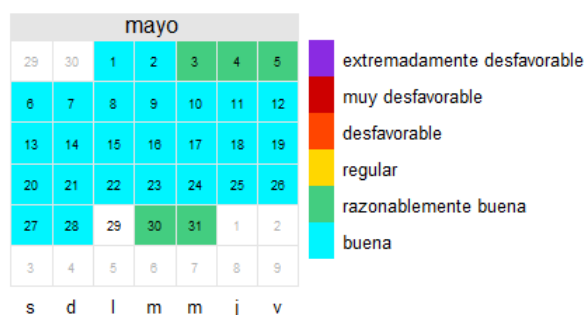 mayo
29 30 1 2 3 4 5
6 7 8 9 10 11 12
13 14 15 16 17 18 19
20 21 22 23 24 25 26
27 28 29 30 31 1 2
3 4 5 6 7 8 9
s d l m m j v
extremadamente desfavorable
muy desfavorable
desfavorable
regular
razonablemente buena
buena